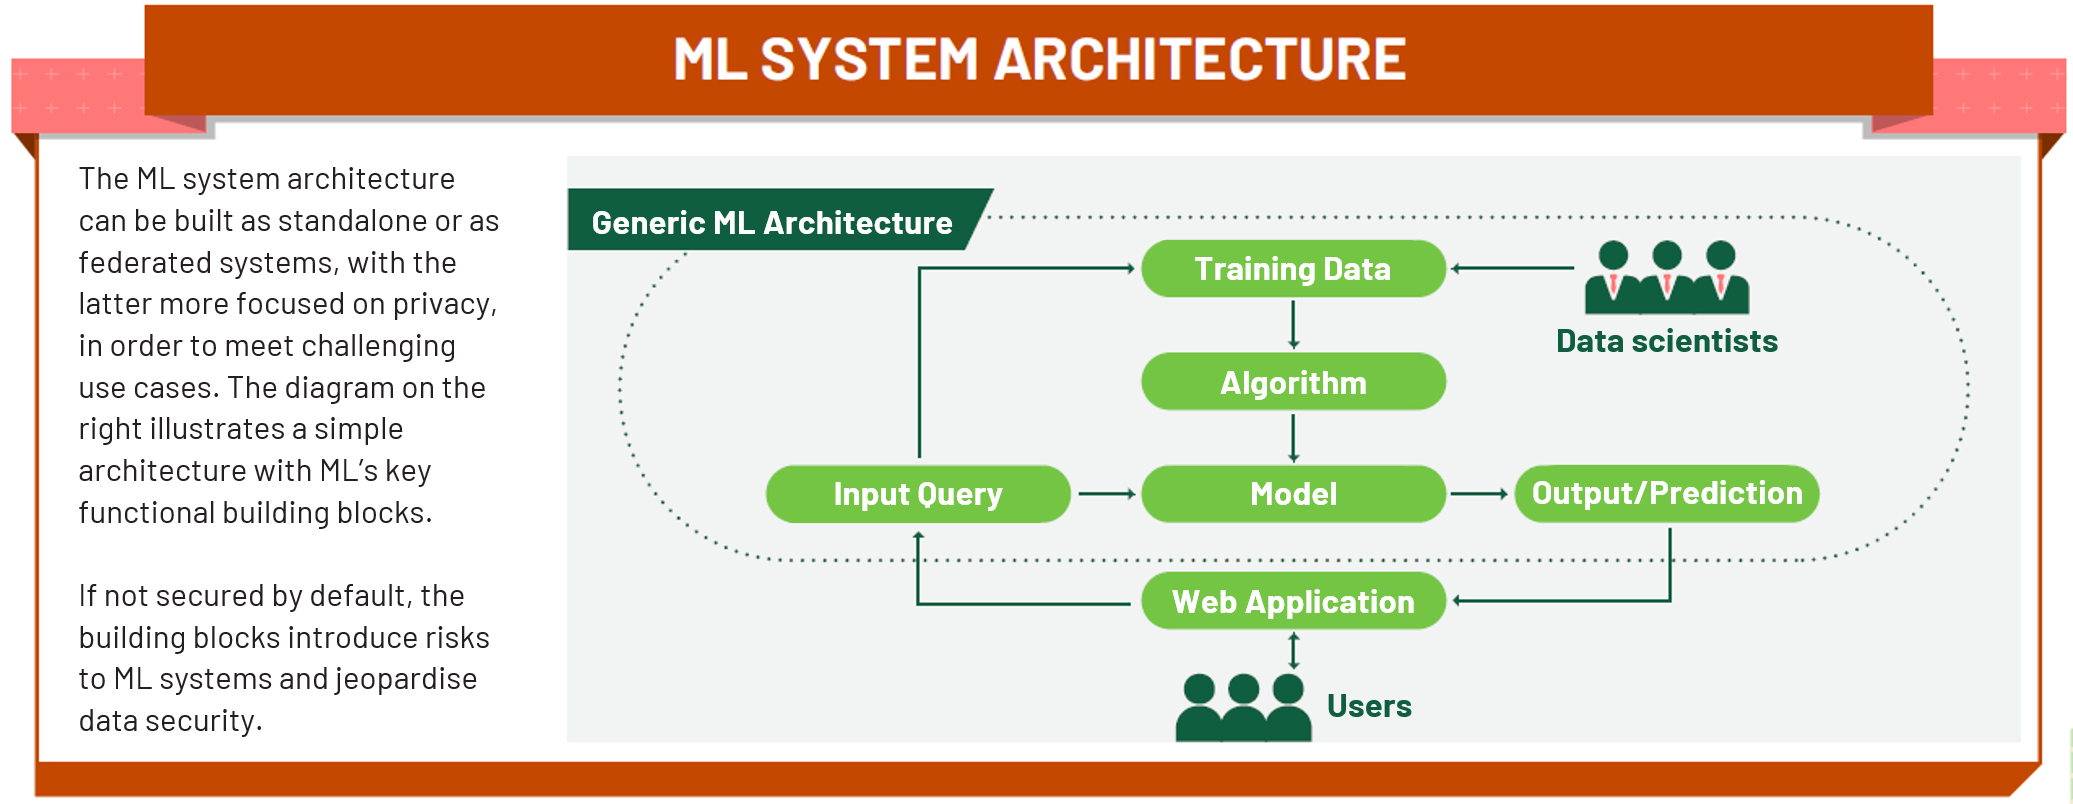 ML SYSTEM ARCHITECTURE
The ML system architecture
can be built as standalone or as
federated systems, with the
latter more focused on privacy,
in order to meet challenging
use cases. The diagram on the
right illustrates a simple
architecture with ML’s key
functional building blocks.
If not secured by default, the
building blocks introduce risks
to ML systems and jeopardise
data security.
Generic ML Architecture
Training Data
Data scientists
Algorithm
Input Query
Model
Output/Prediction
Web Application
Users